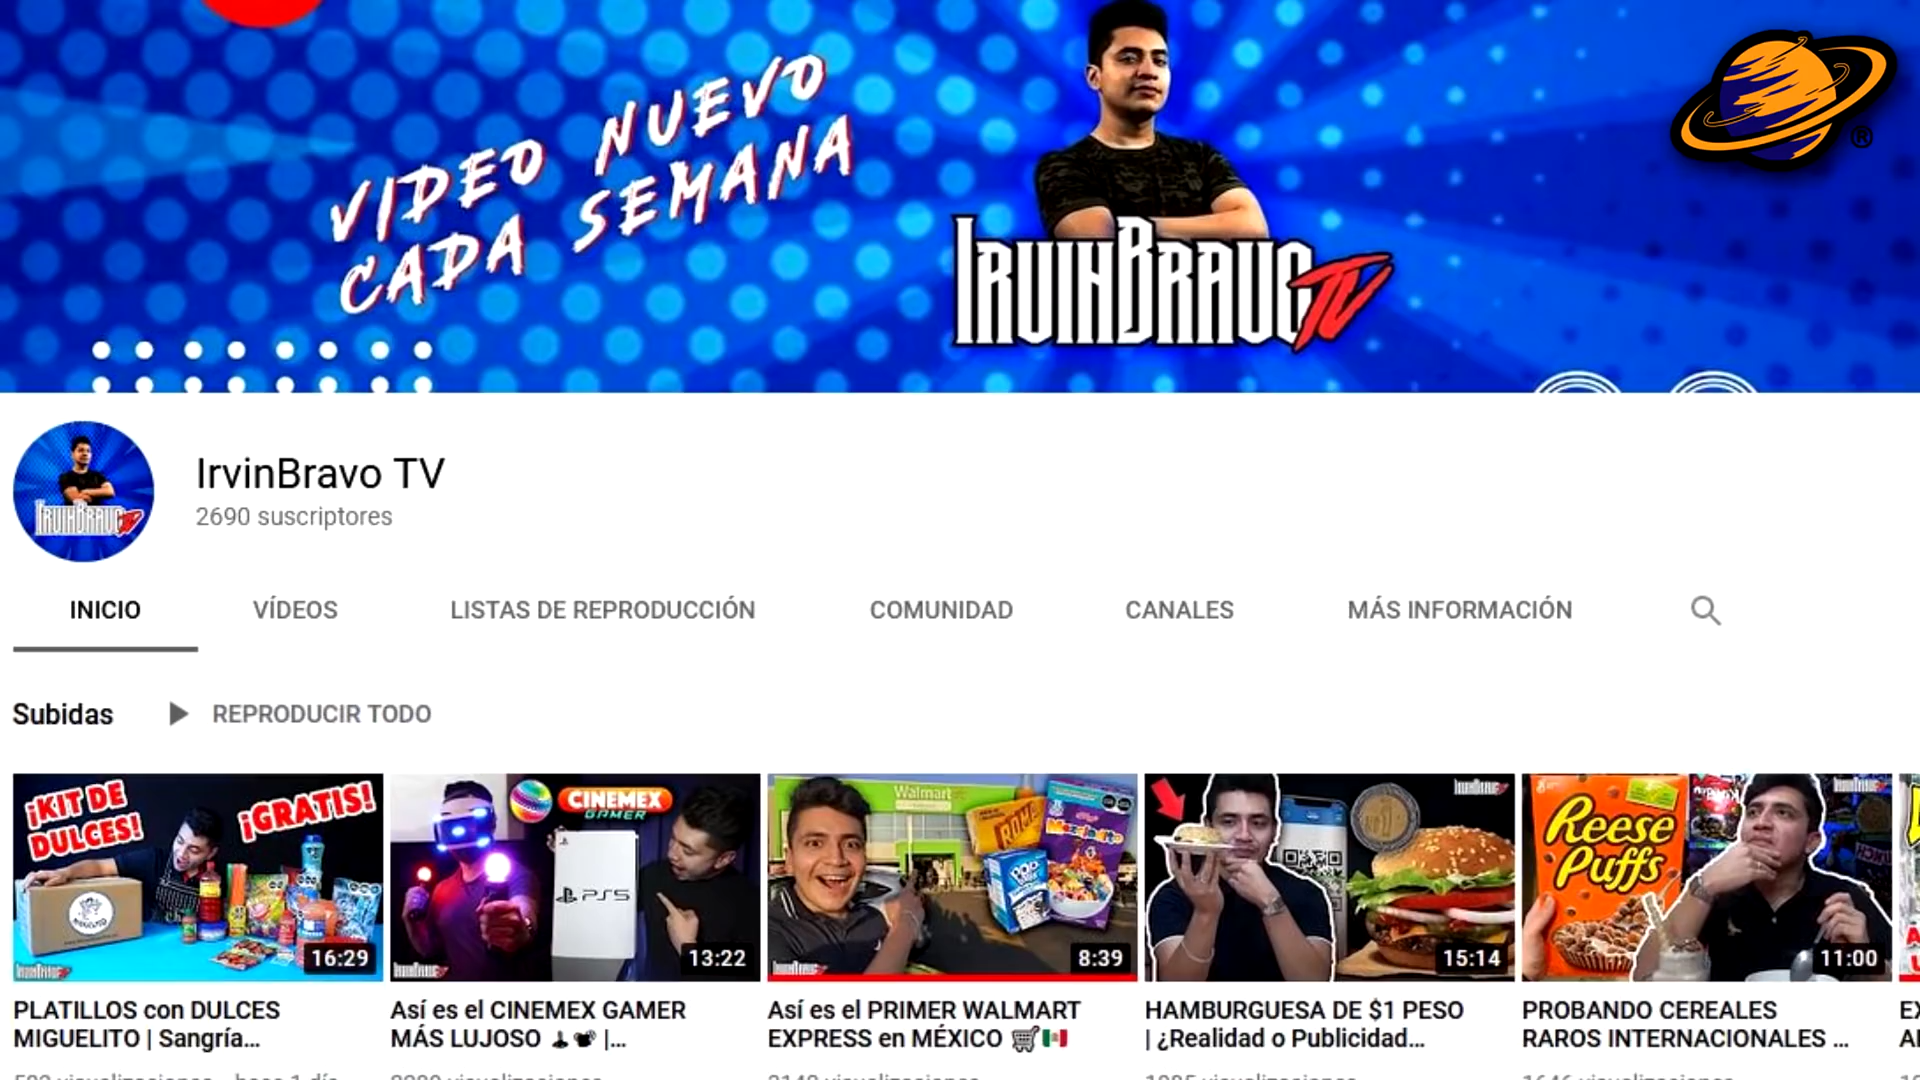 VIDEO NUEVO
CADA SEMANA
IRVINBRAVO TV
®
IrvinBravo TV
2690 suscriptores
INICIO
VÍDEOS
LISTAS DE REPRODUCCIÓN
COMUNIDAD
CANALES
MÁS INFORMACIÓN
Subidas
REPRODUCIR TODO
¡KIT DE
DULCES!
¡GRATIS!
16:29
CINEMEX
GAMER
PS5
13:22
Walmart
POP
8:39
15:14
Reese
Puffs
11:00
PLATILLOS con DULCES
MIGUELITO | Sangría...
Así es el CINEMEX GAMER
MÁS LUJOSO |...
Así es el PRIMER WALMART
EXPRESS en MÉXICO
HAMBURGUESA DE $1 PESO
| ¿Realidad o Publicidad...
PROBANDO CEREALES
RAROS INTERNACIONALES ...